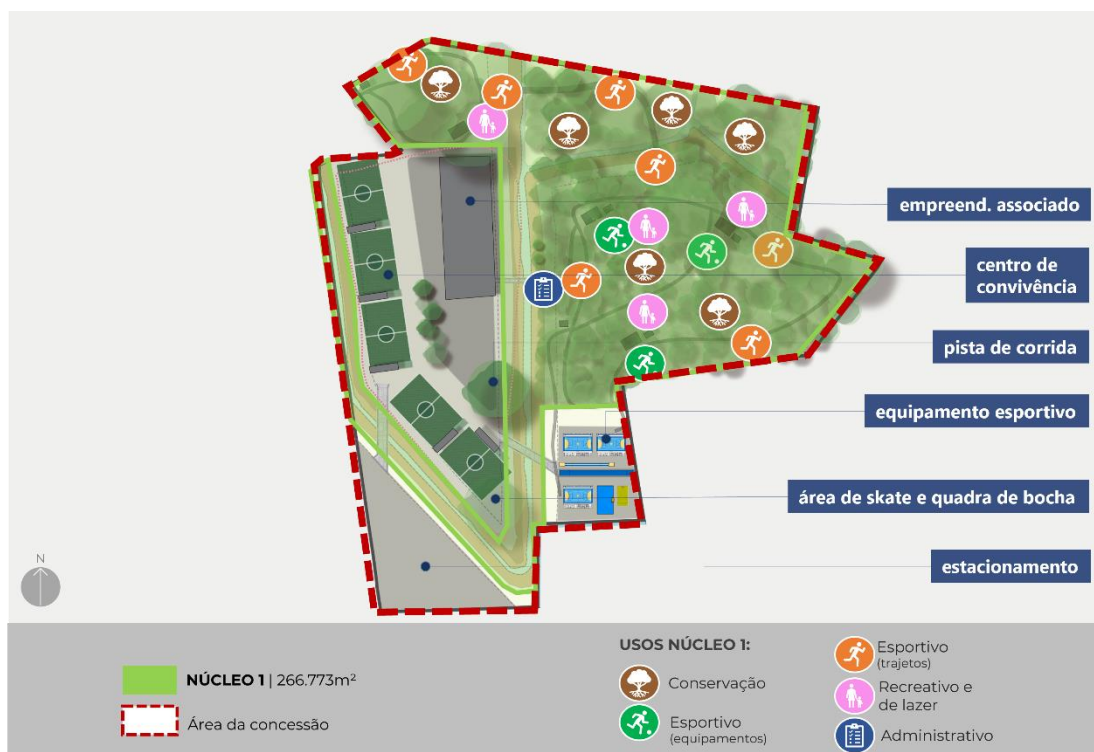 empreend. associado
centro de
convivência
pista de corrida
equipamento esportivo
área de skate e quadra de bocha
estacionamento
N
NÚCLEO 1 | 266.773m²
Área da concessão
USOS NÚCLEO 1:
Conservação
Esportivo
(equipamentos)
Esportivo
(trajetos)
Recreativo e
de lazer
Administrativo